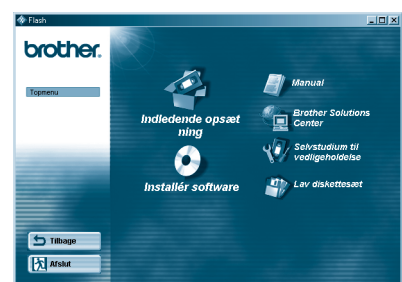 Flash
brother.
Topmenu
Indledende opsæt
ning
Installér software
Manual
Brother Solutions
Center
Selvstudium til
vedligeholdelse
Lav diskettesæt
Tilbage
Afslut